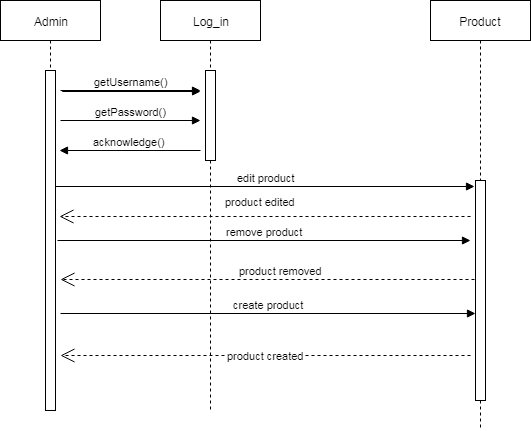 Admin
Log_in
Product
getUsername()
getPassword()
acknowledge()
edit product
product edited
remove product
product removed
create product
product created